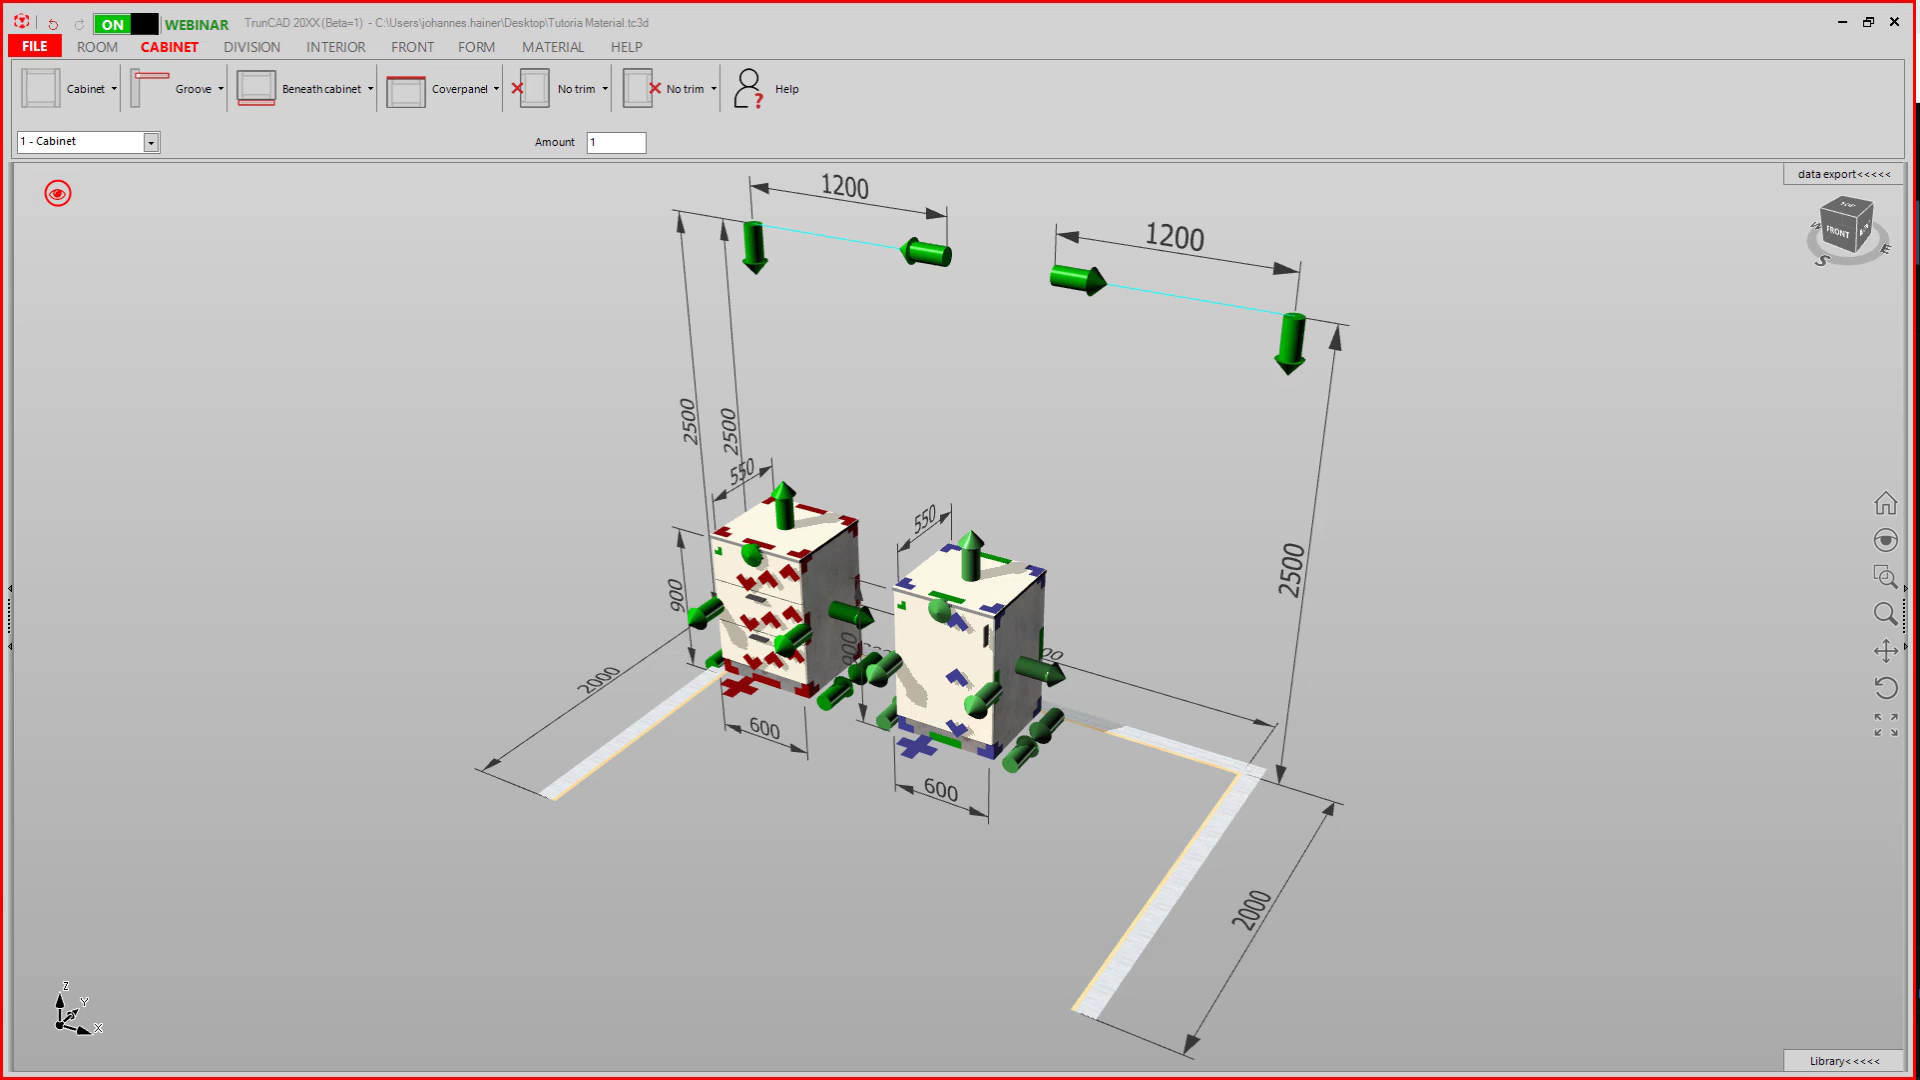 ON WEBINAR TrunCAD 20XX (Beta=1) - C:\Users\johannes.hainer\Desktop\Tutoria Material.tc3d
FILE ROOM CABINET DIVISION INTERIOR FRONT FORM MATERIAL HELP
Cabinet Groove Beneath cabinet Coverpanel No trim No trim Help
1 - Cabinet Amount 1
data export<<<<<
1200
1200
TOP
FRONT
S
E
2500
2500
550
550
2500
900
900
2000
600
600
2000
Z
Y
X
Library<<<<<